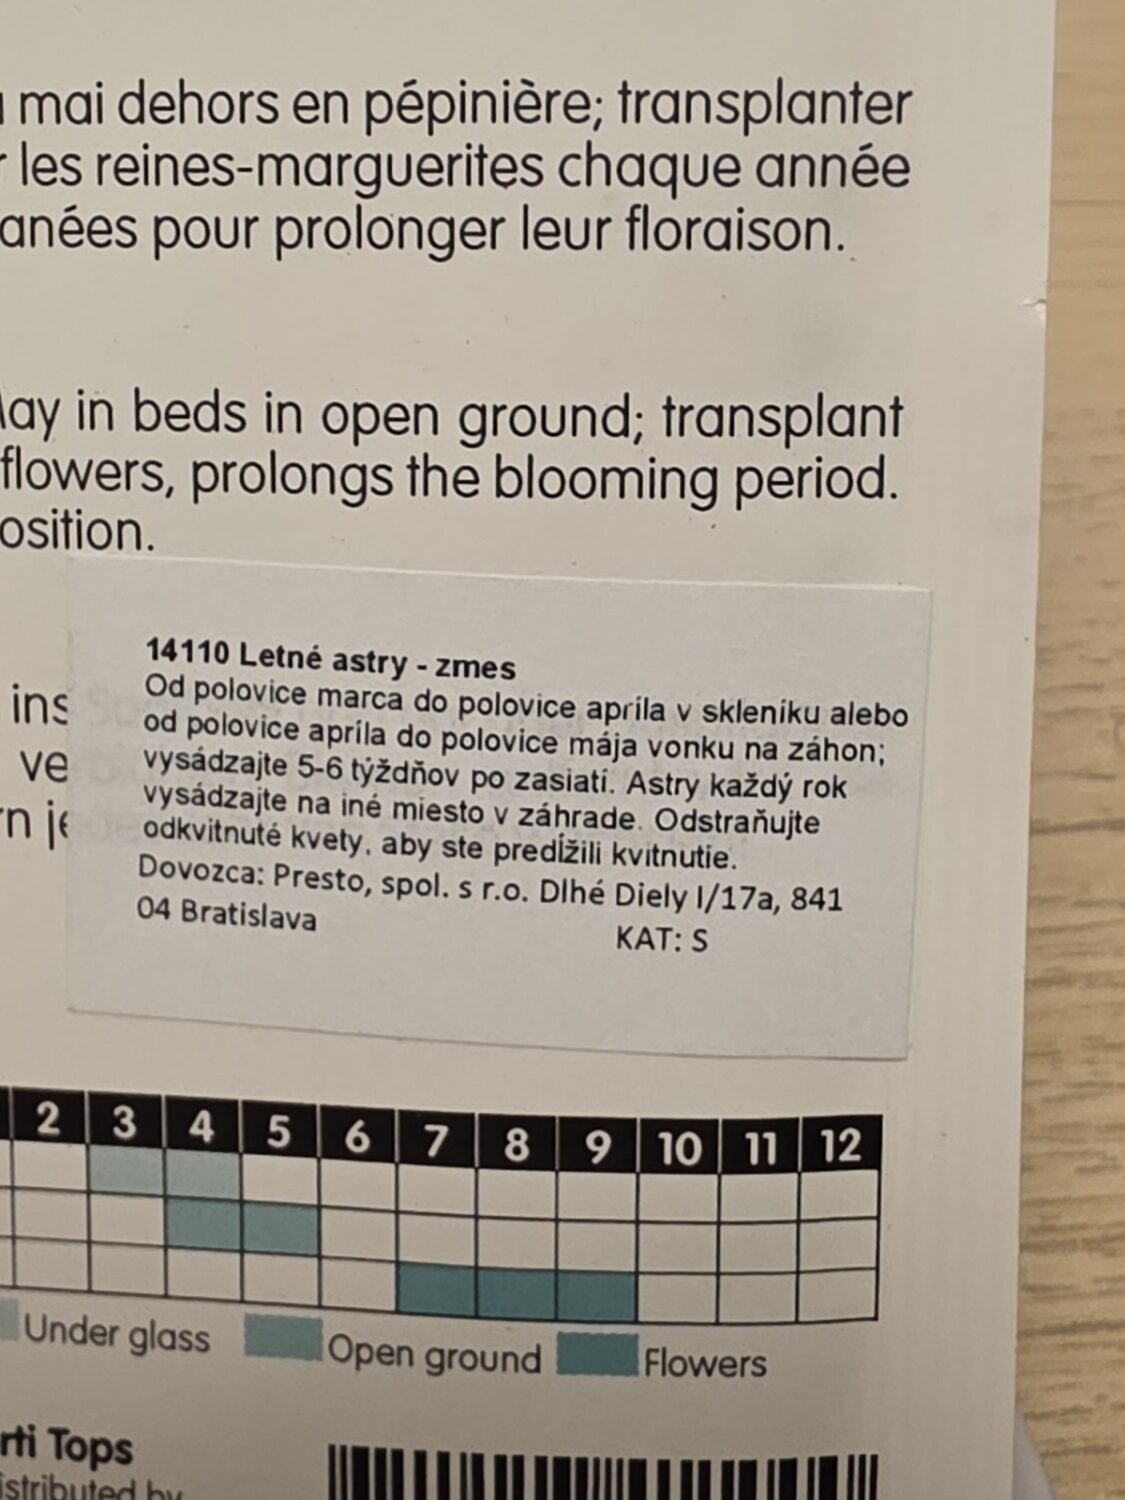 mai dehors en pépinière; transplanter
les reines-marguerites chaque année
anées pour prolonger leur floraison.
lay in beds in open ground; transplant
flowers, prolongs the blooming period.
osition.
14110 Letné astry - zmes
Od polovice marca do polovice apríla v skleníku alebo
od polovice apríla do polovice mája vonku na záhon;
vysádzajte 5-6 týždňov po zasiatí. Astry každý rok
vysádzajte na iné miesto v záhrade. Odstraňujte
odkvitnuté kvety, aby ste predĺžili kvitnutie.
Dovozca: Presto, spol. s r.o. Dlhé Diely I/17a, 841
04 Bratislava KAT: S
ins
ve
n je
2 3 4 5 6 7 8 9 10 11 12
Under glass Open ground Flowers
rti Tops
istributed by